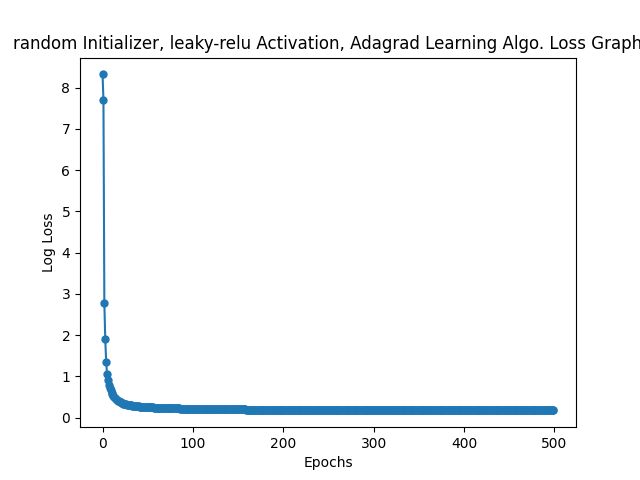 random Initializer, leaky-relu Activation, Adagrad Learning Algo. Loss Graph
8
7
6
5
4
3
2
1
0
Log Loss
0 100 200 300 400 500
Epochs